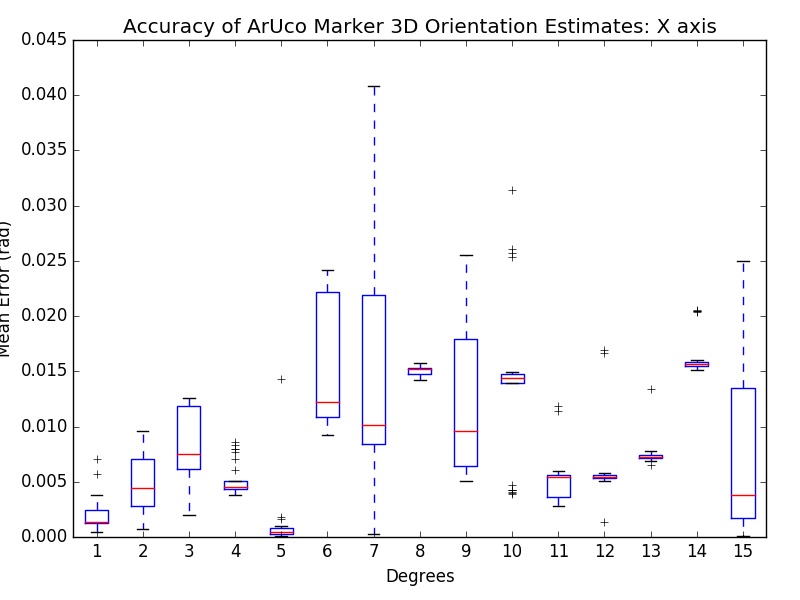 Accuracy of ArUco Marker 3D Orientation Estimates: X axis
0.045
0.040
0.035
0.030
0.025
0.020
0.015
0.010
0.005
0.000
Mean Error (rad)
1 2 3 4 5 6 7 8 9 10 11 12 13 14 15
Degrees